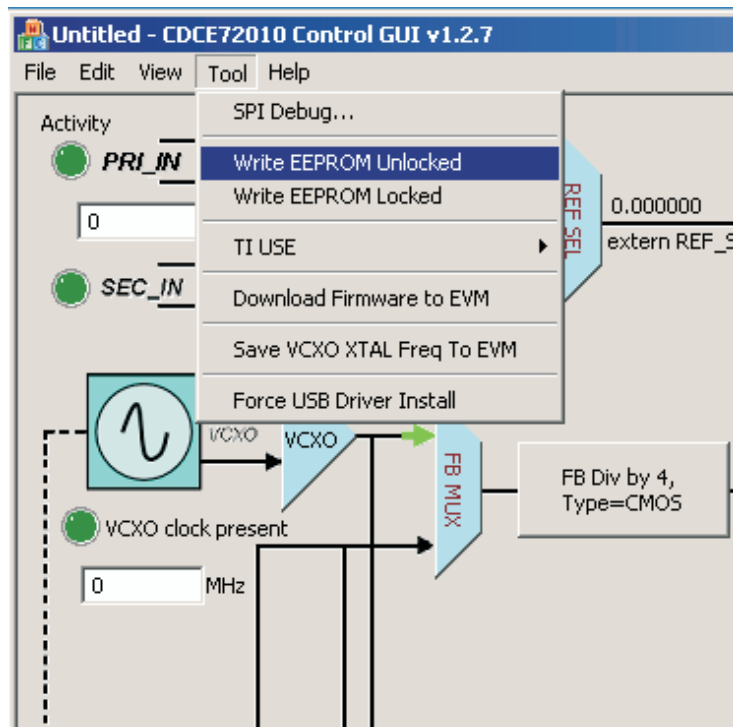 Untitled - CDCE72010 Control GUI v1.2.7
File Edit View Tool Help
Activity
PRI_IN
0
SEC_IN
SPI Debug...
Write EEPROM Unlocked
Write EEPROM Locked
TI USE
Download Firmware to EVM
Save VCXO XTAL Freq To EVM
Force USB Driver Install
REF SEL
0.000000
extern REF_S
VCXO
VCXO
FB MUX
FB Div by 4,
Type=CMOS
VCXO clock present
0
MHz